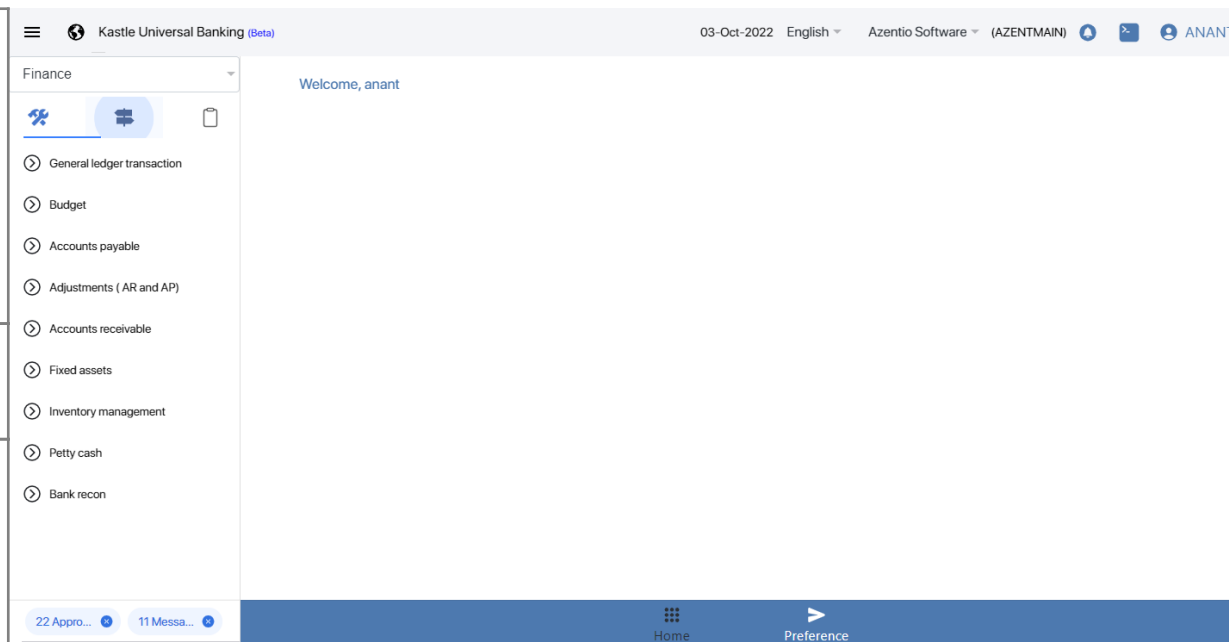 Kastle Universal Banking (Beta)
03-Oct-2022 English Azentio Software (AZENTMAIN) ANANT
Finance
Welcome, anant
General ledger transaction
Budget
Accounts payable
Adjustments ( AR and AP)
Accounts receivable
Fixed assets
Inventory management
Petty cash
Bank recon
22 Appro... 11 Messa...
Home Preference